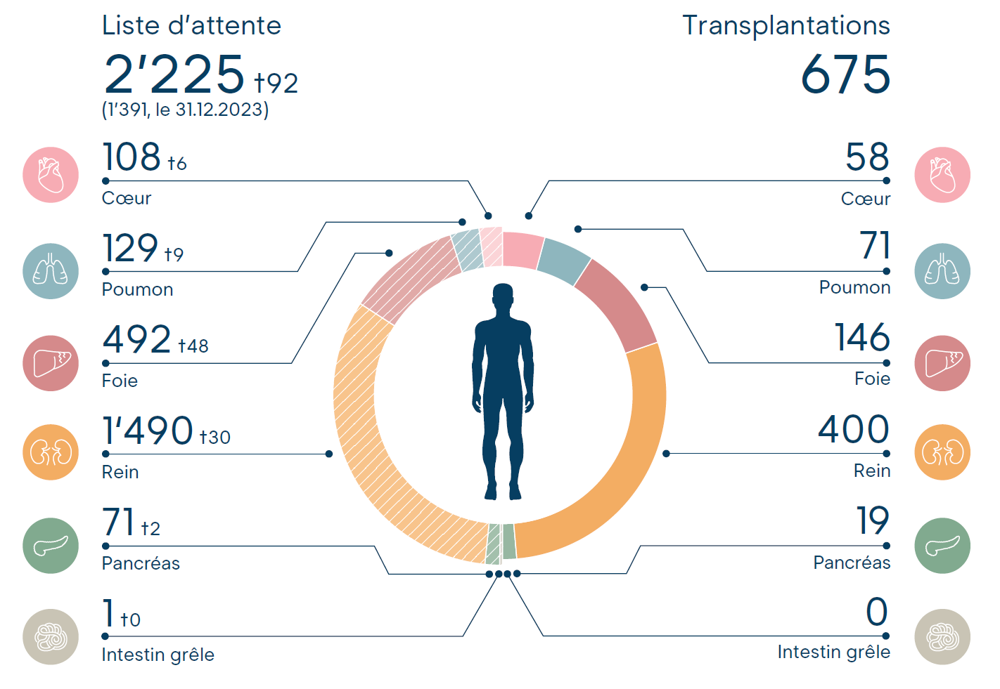 Liste d’attente
2’225 †92
(1’391, le 31.12.2023)
108 †6
Cœur
129 †9
Poumon
492 †48
Foie
1’490 †30
Rein
71 †2
Pancréas
1 †0
Intestin grêle
Transplantations
675
58
Cœur
71
Poumon
146
Foie
400
Rein
19
Pancréas
0
Intestin grêle